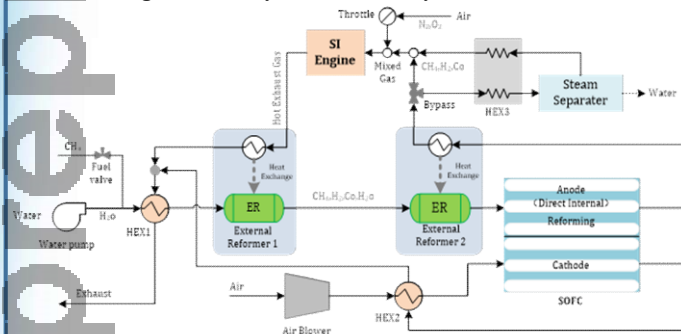 Throttle
Air
N₂,O₂
SI
Engine
Mixed
Gas
CH₄,H₂,Co
Hot Exhaust Gas
Bypass
HEX3
Steam
Separater
Water
CH₄
Fuel
valve
Heat
Exchange
Heat
Exchange
Water
H₂o
Water pump
HEX1
ER
External
Reformer 1
CH₄,H₂,Co,H₂o
ER
External
Reformer 2
Anode
(Direct Internal)
Reforming
Cathode
SOFC
Exhaust
Air
Air Blower
HEX2
prep